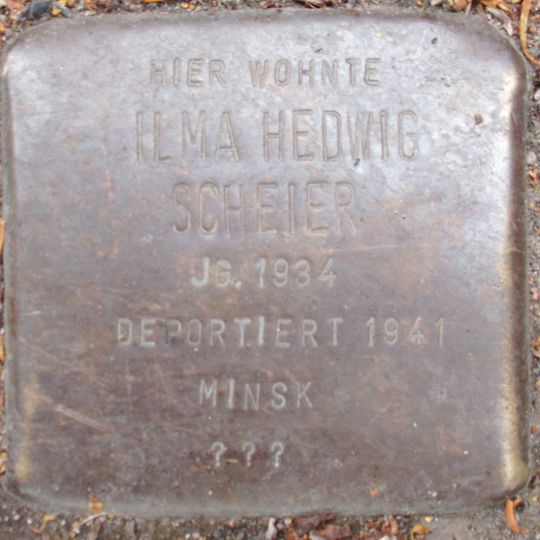 HIER WOHNTE
ILMA HEDWIG
SCHEIER
JG. 1934
DEPORTIERT 1941
MINSK
???